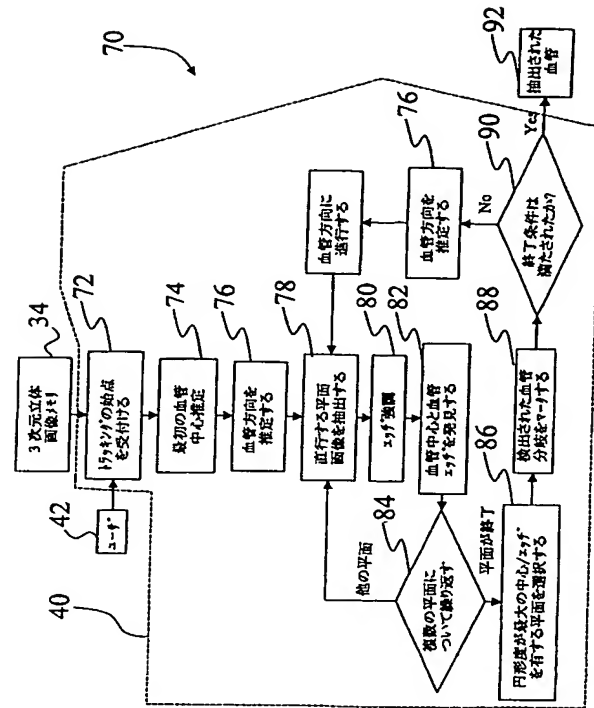 70
34
3次元立体
画像メモリ
42
ユーザ
72
トラッキングの始点
を受付ける
40
74
最初の血管
中心推定
76
血管方向を
推定する
78
直行する平面
画像を抽出する
80
エッヂ強調
82
血管中心と血管
エッヂを発見する
84
複数の平面に
ついて繰り返す
他の平面
平面が終了
86
円形度が最大の中心/エッヂ
を有する平面を選択する
88
検出された血管
分岐をマークする
90
終了条件は
満たされたか?
No
Yes
76
血管方向を
推定する
血管方向に
進行する
92
抽出された
血管